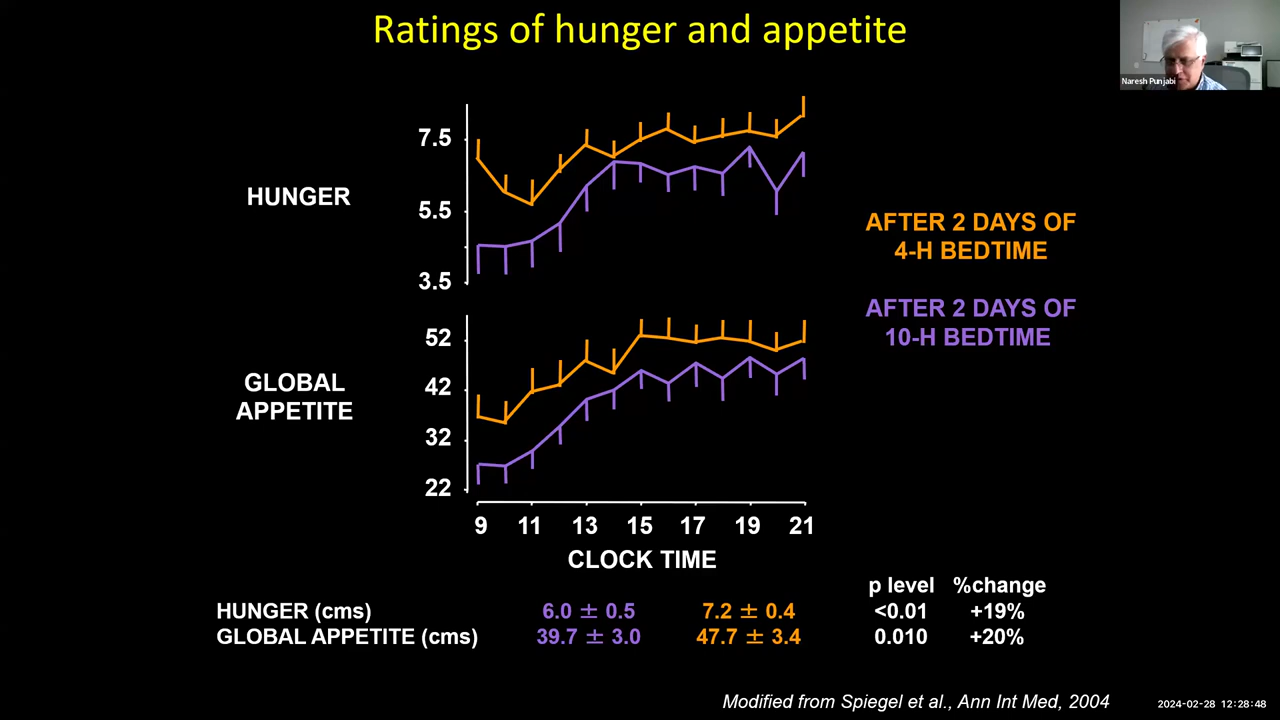 Ratings of hunger and appetite
Naresh Punjabi
7.5
HUNGER
5.5
3.5
AFTER 2 DAYS OF
4-H BEDTIME
AFTER 2 DAYS OF
10-H BEDTIME
52
GLOBAL
APPETITE
42
32
22
9 11 13 15 17 19 21
CLOCK TIME
p level %change
HUNGER (cms) 6.0 ± 0.5 7.2 ± 0.4 <0.01 +19%
GLOBAL APPETITE (cms) 39.7 ± 3.0 47.7 ± 3.4 0.010 +20%
Modified from Spiegel et al., Ann Int Med, 2004
2024-02-28 12:28:48